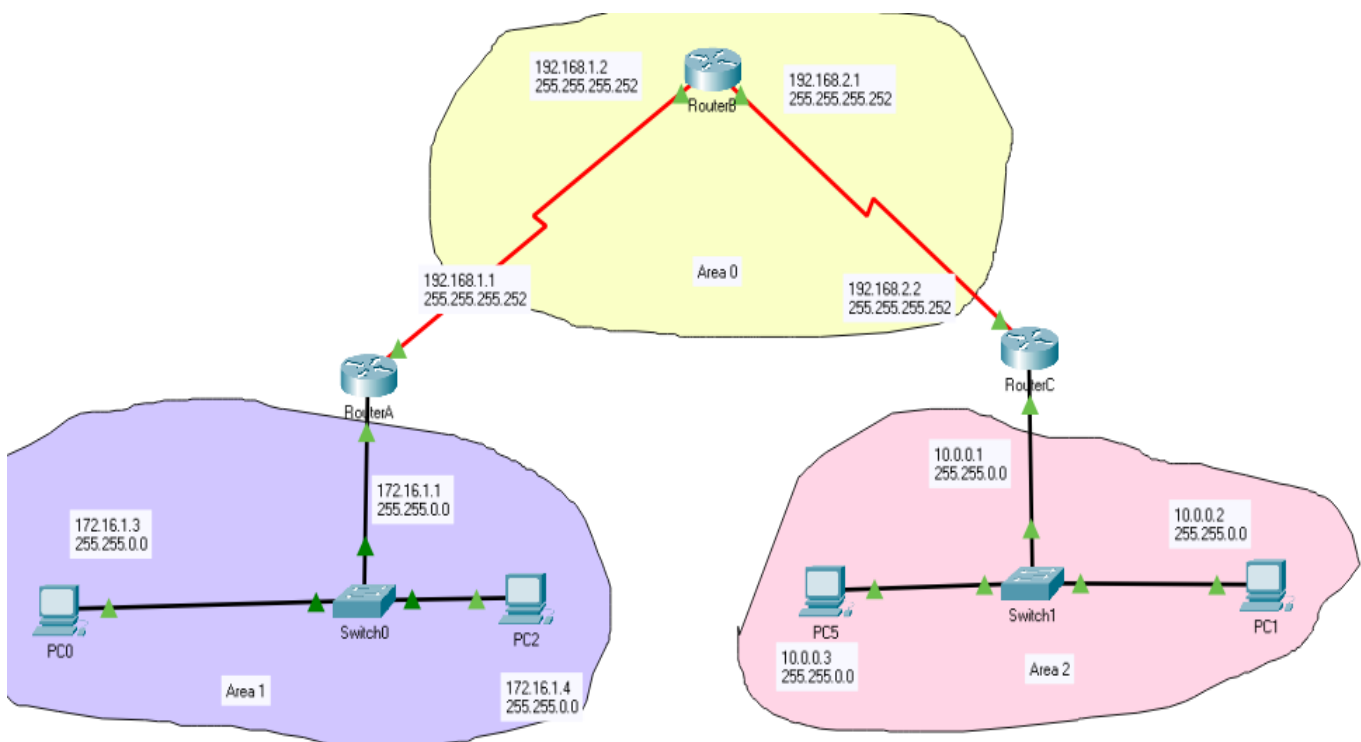 192.168.1.2
255.255.255.252
RouterB
192.168.2.1
255.255.255.252
Area 0
192.168.1.1
255.255.255.252
192.168.2.2
255.255.255.252
RouterA
RouterC
172.16.1.1
255.255.0.0
172.16.1.3
255.255.0.0
PC0
Switch0
PC2
Area 1
172.16.1.4
255.255.0.0
10.0.0.1
255.255.0.0
10.0.0.2
255.255.0.0
PC5
Switch1
PC1
10.0.0.3
255.255.0.0
Area 2